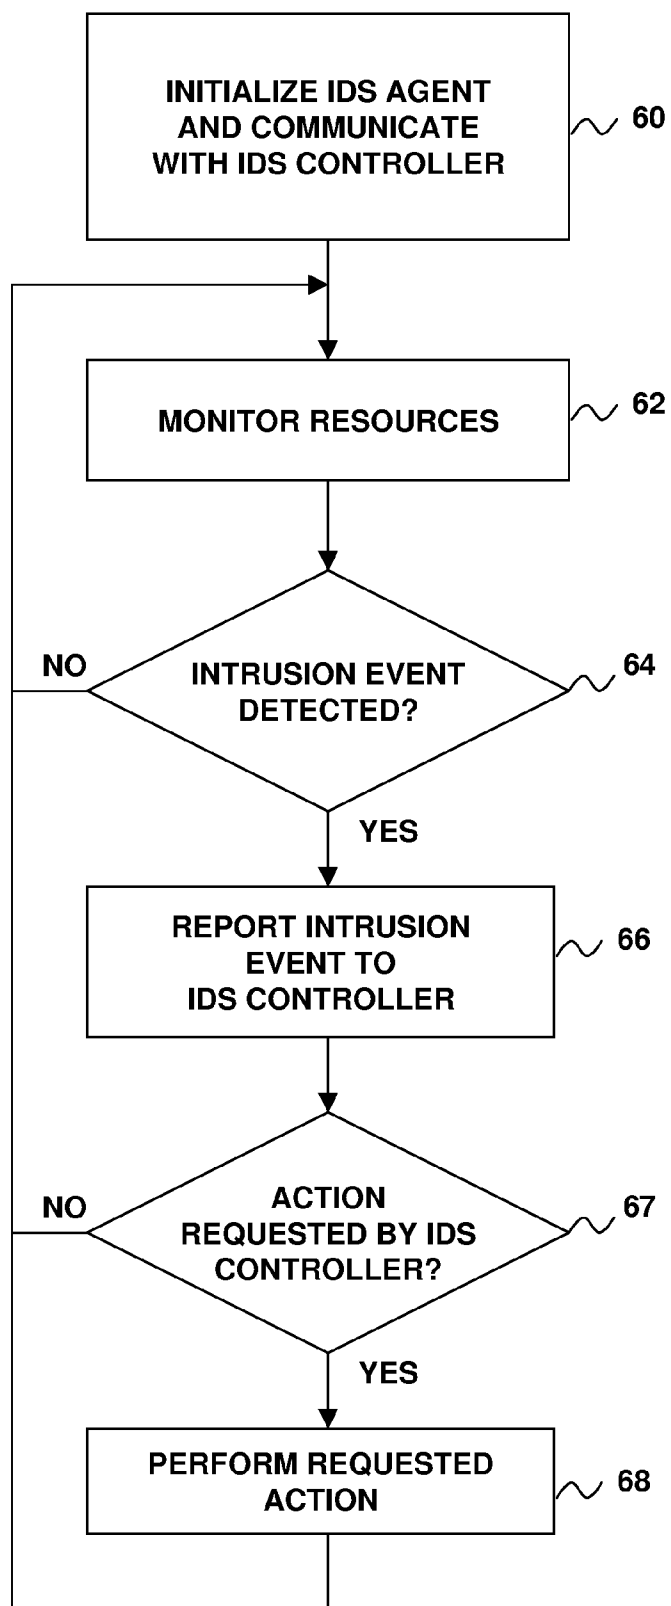 INITIALIZE IDS AGENT
AND COMMUNICATE
WITH IDS CONTROLLER
60
MONITOR RESOURCES
62
NO
INTRUSION EVENT
DETECTED?
64
YES
REPORT INTRUSION
EVENT TO
IDS CONTROLLER
66
NO
ACTION
REQUESTED BY IDS
CONTROLLER?
67
YES
PERFORM REQUESTED
ACTION
68